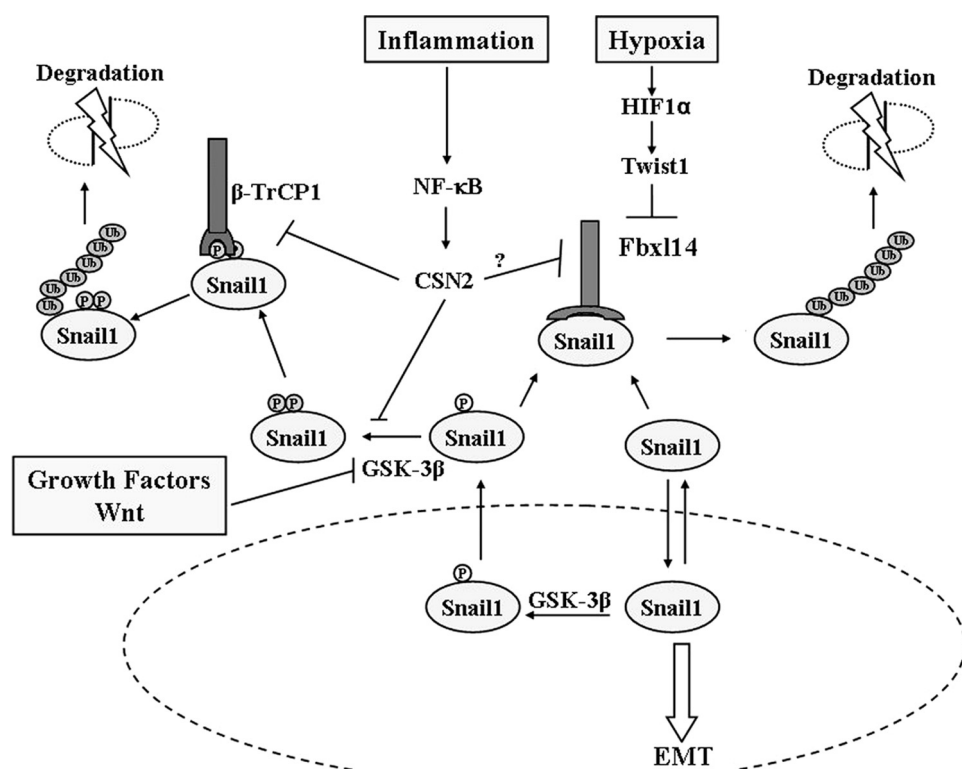 Inflammation
Hypoxia
Degradation
Degradation
HIF1α
Twist1
NF-κB
β-TrCP1
Fbxl14
?
CSN2
P P
Snail1
Ub
Ub
Ub
Ub
Ub
P P
Snail1
Snail1
Ub
Ub
Ub
Ub
Ub
Ub
Snail1
P P
Snail1
P
Snail1
Snail1
GSK-3β
Growth Factors
Wnt
P
Snail1
GSK-3β
Snail1
EMT